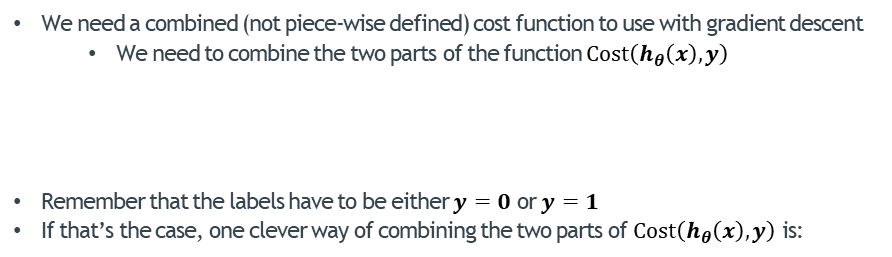 • We need a combined (not piece-wise defined) cost function to use with gradient descent
• We need to combine the two parts of the function Cost(h_θ(x), y)
• Remember that the labels have to be either y = 0 or y = 1
• If that's the case, one clever way of combining the two parts of Cost(h_θ(x), y) is: